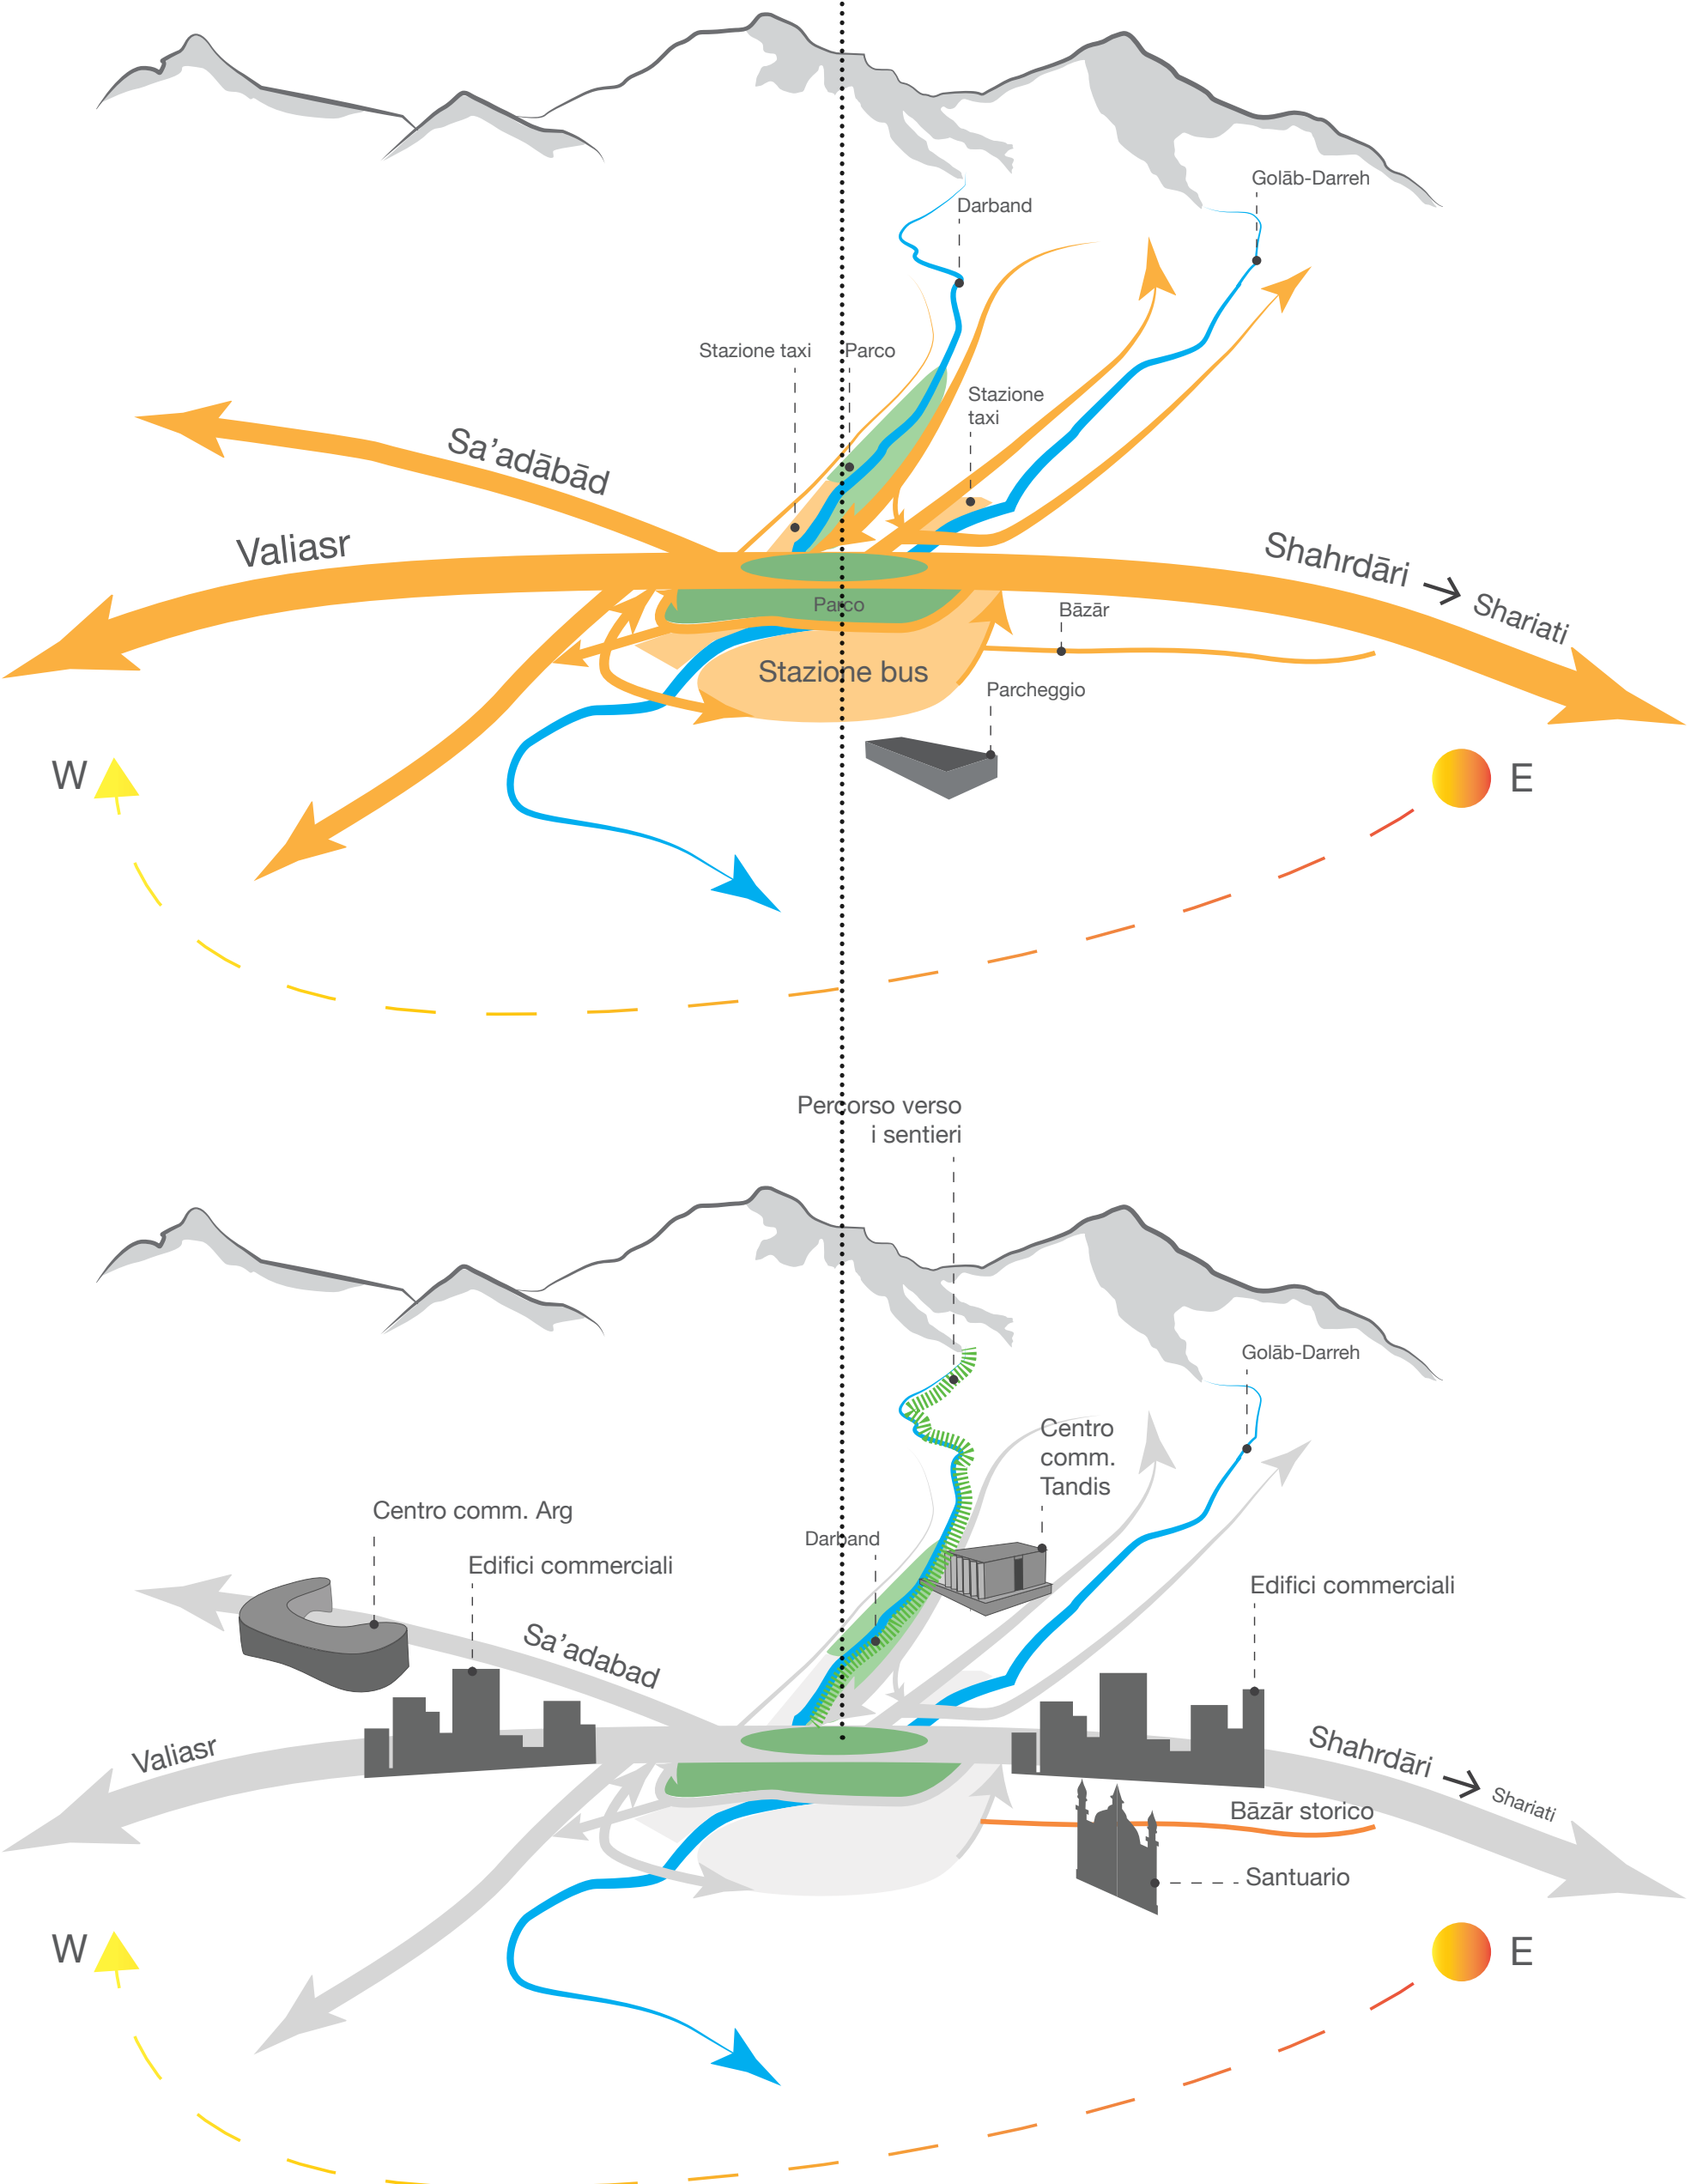 Golāb-Darreh
Darband
Stazione taxi
Parco
Stazione
taxi
Sa’adābād
Valiasr
Shahrdāri → Shariati
Parco
Bāzār
Stazione bus
Parcheggio
W
E
Percorso verso
i sentieri
Golāb-Darreh
Centro
comm.
Tandis
Centro comm. Arg
Darband
Edifici commerciali
Edifici commerciali
Sa’adabad
Valiasr
Shahrdāri → Shariati
Bāzār storico
Santuario
W
E